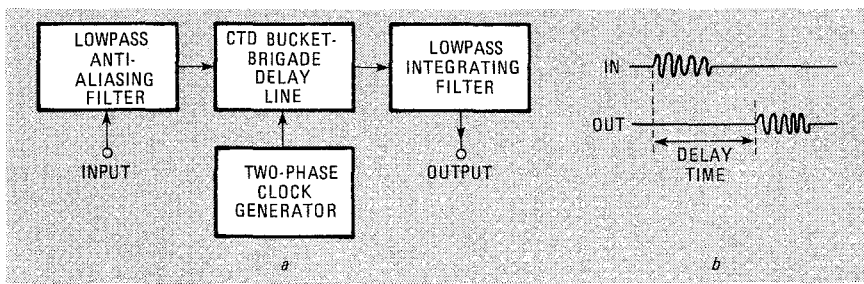 LOWPASS
ANTI-
ALIASING
FILTER
CTD BUCKET-
BRIGADE
DELAY
LINE
LOWPASS
INTEGRATING
FILTER
INPUT
TWO-PHASE
CLOCK
GENERATOR
OUTPUT
a
IN
OUT
DELAY
TIME
b